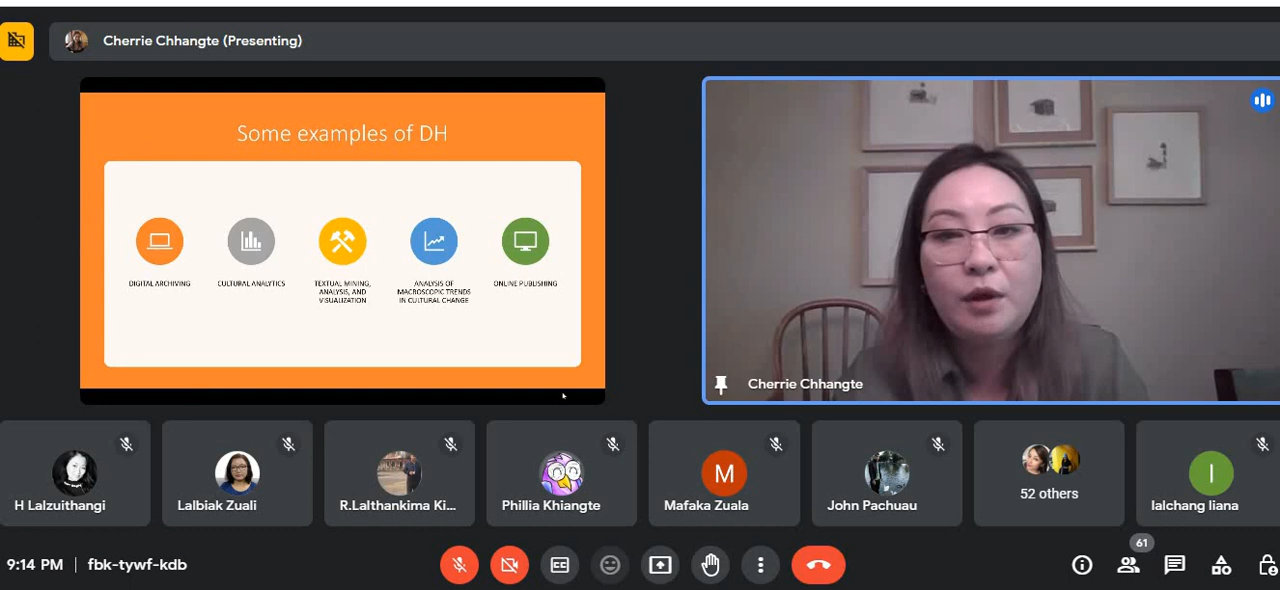 Cherrie Chhangte (Presenting)
Some examples of DH
DIGITAL ARCHIVING
CULTURAL ANALYTICS
TEXTUAL MINING,
ANALYSIS, AND
VISUALIZATION
ANALYSIS OF
MACROSCOPIC TRENDS
IN CULTURAL CHANGE
ONLINE PUBLISHING
Cherrie Chhangte
H Lalzuithangi
Lalbiak Zuali
R.Lalthankima Ki...
Phillia Khiangte
M
Mafaka Zuala
John Pachuau
52 others
l
lalchang liana
9:14 PM | fbk-tywf-kdb
CC
61